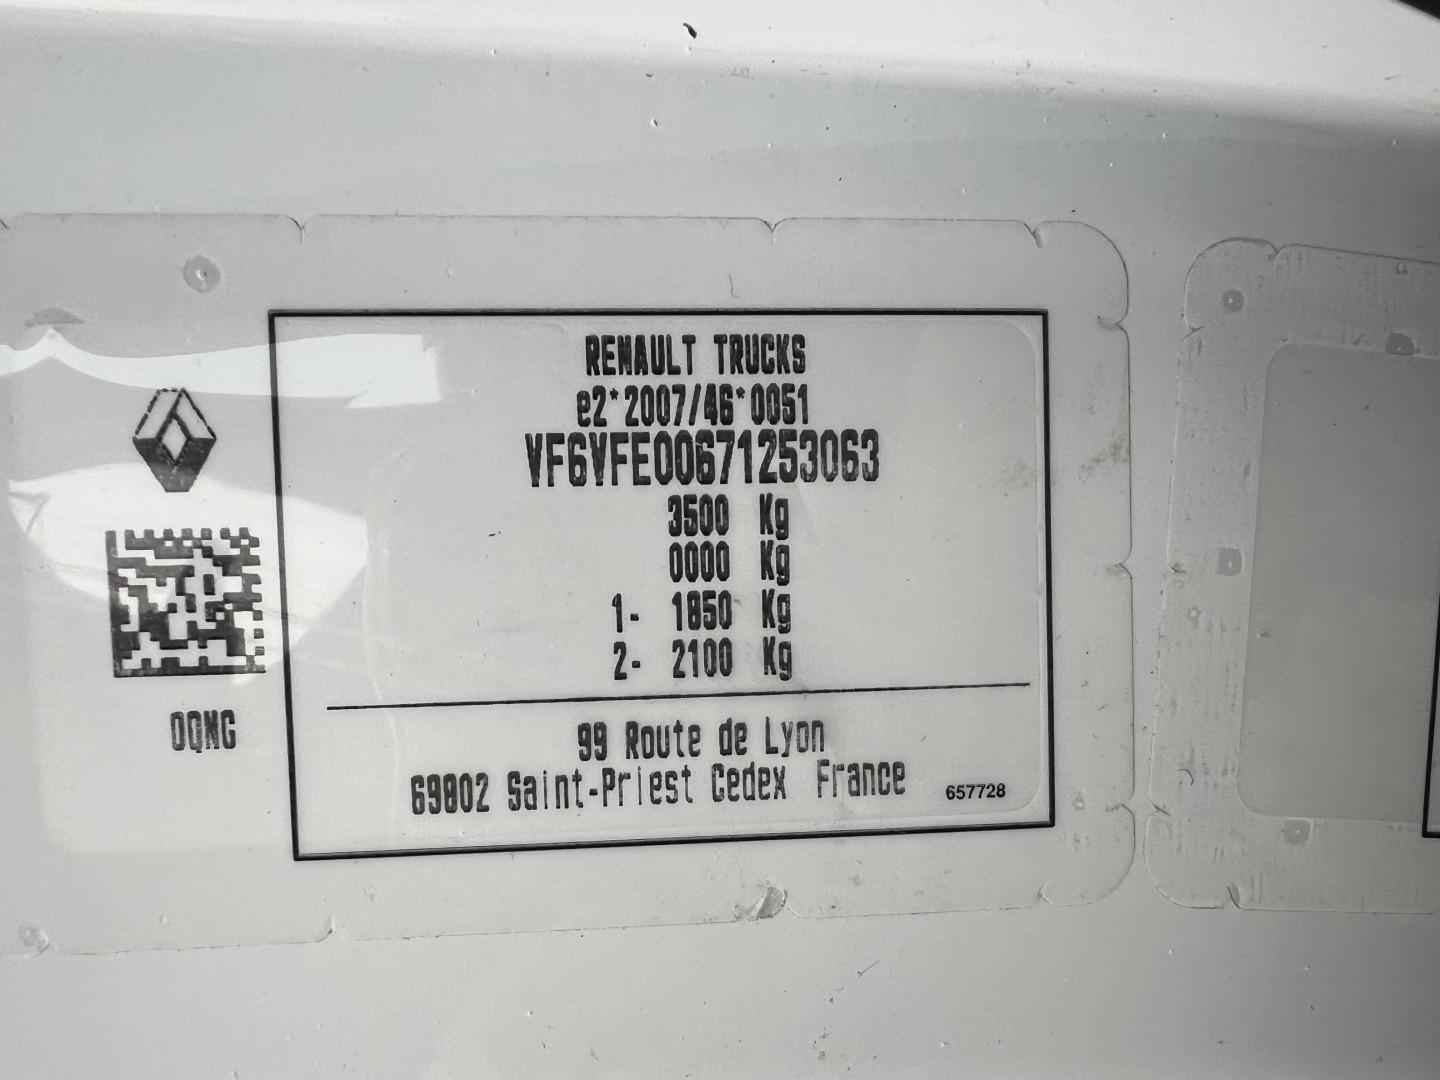 RENAULT TRUCKS
e2*2007/46*0051
VF6VFE00671253063
3500 Kg
0000 Kg
1- 1850 Kg
2- 2100 Kg
0QNG
99 Route de Lyon
69802 Saint-Priest Cedex France
657728